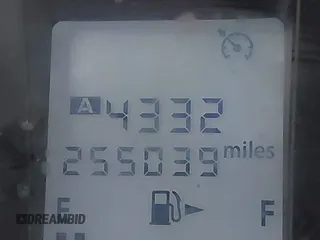 A 4332
255039 miles
E F
DREAMBID